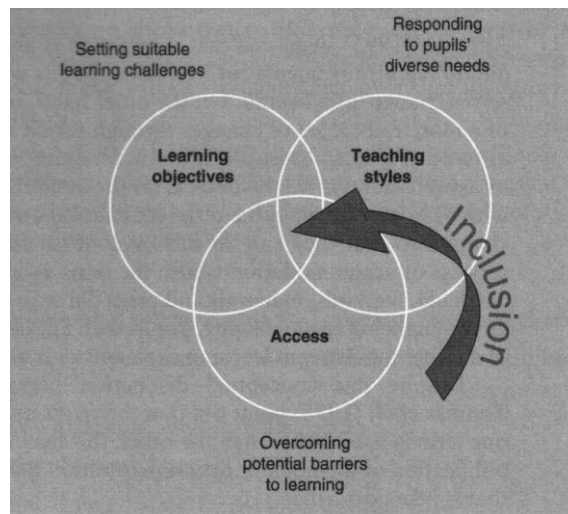 Setting suitable
learning challenges
Responding
to pupils'
diverse needs
Learning
objectives
Teaching
styles
Inclusion
Access
Overcoming
potential barriers
to learning